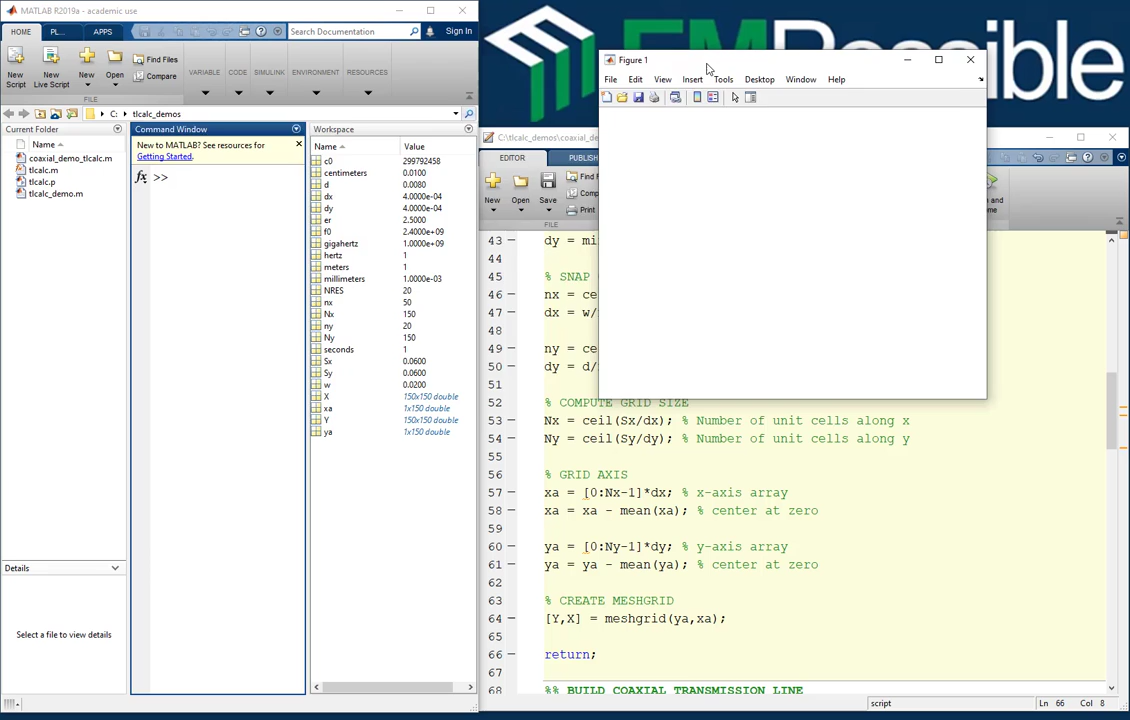 MATLAB R2019a - academic use
HOME
PL...
APPS
Search Documentation
Sign In
New Script
New Live Script
New
Open
Find Files
Compare
FILE
VARIABLE
CODE
SIMULINK
ENVIRONMENT
RESOURCES
C: tlcalc_demos
Current Folder
Name
coaxial_demo_tlcalc.m
tlcalc.m
tlcalc.p
tlcalc_demo.m
Details
Select a file to view details
Command Window
New to MATLAB? See resources for
Getting Started.
fx >>
Workspace
Name Value
c0 299792458
centimeters 0.0100
d 0.0080
dx 4.0000e-04
dy 4.0000e-04
er 2.5000
f0 2.4000e+09
gigahertz 1.0000e+09
hertz 1
meters 1
millimeters 1.0000e-03
NRES 20
nx 50
Nx 150
ny 20
Ny 150
seconds 1
Sx 0.0600
Sy 0.0600
w 0.0200
X 150x150 double
xa 1x150 double
Y 150x150 double
ya 1x150 double
EMPossible
Figure 1
File Edit View Insert Tools Desktop Window Help
C:\tlcalc_demos\coaxial_d
EDITOR
PUBLISH
New
Open
Save
Find F
Compa
Print
FILE
43 dy = mi
44
45 % SNAP
46 nx = ce
47 dx = w/
48
49 ny = ce
50 dy = d/
51
52 % COMPUTE GRID SIZE
53 Nx = ceil(Sx/dx); % Number of unit cells along x
54 Ny = ceil(Sy/dy); % Number of unit cells along y
55
56 % GRID AXIS
57 xa = [0:Nx-1]*dx; % x-axis array
58 xa = xa - mean(xa); % center at zero
59
60 ya = [0:Ny-1]*dy; % y-axis array
61 ya = ya - mean(ya); % center at zero
62
63 % CREATE MESHGRID
64 [Y,X] = meshgrid(ya,xa);
65
66 return;
67
68 %% BUILD COAXIAL TRANSMISSION LINE
script
Ln 66 Col 8